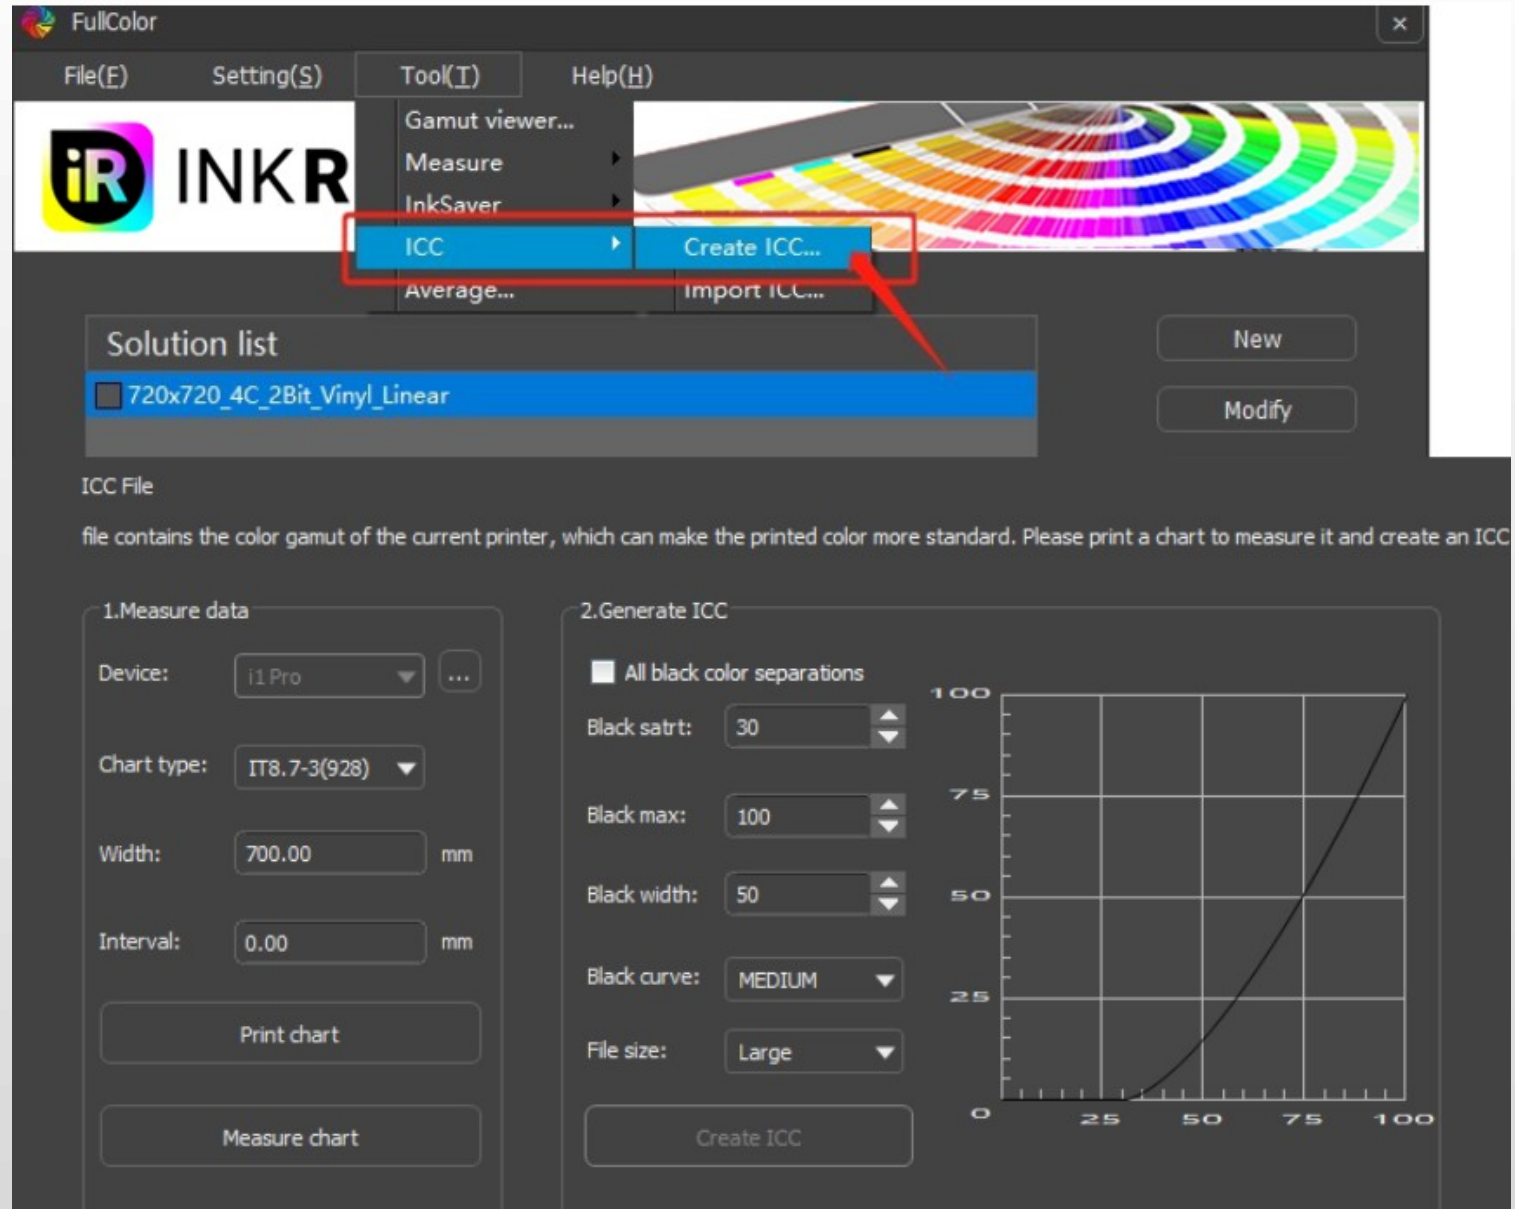 FullColor
×
File(F) Setting(S) Tool(T) Help(H)
Gamut viewer...
iR INKR
Measure
InkSaver
ICC Create ICC...
Average... Import ICC...
Solution list
New
720x720_4C_2Bit_Vinyl_Linear
Modify
ICC File
file contains the color gamut of the current printer, which can make the printed color more standard. Please print a chart to measure it and create an ICC
1.Measure data
Device: i1 Pro ...
Chart type: IT8.7-3(928)
Width: 700.00 mm
Interval: 0.00 mm
Print chart
Measure chart
2.Generate ICC
All black color separations
Black satrt: 30
Black max: 100
Black width: 50
Black curve: MEDIUM
File size: Large
Create ICC
100
75
50
25
0 25 50 75 100